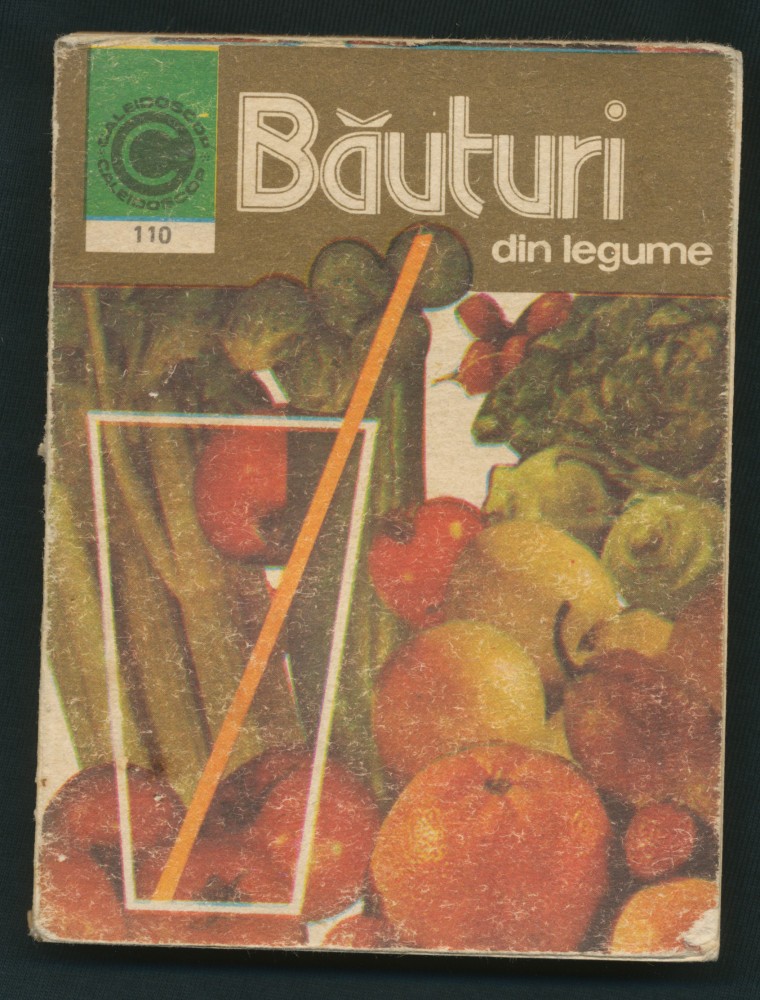 CALEIDOSCOP
CALEIDOSCOP
110
Băuturi
din legume